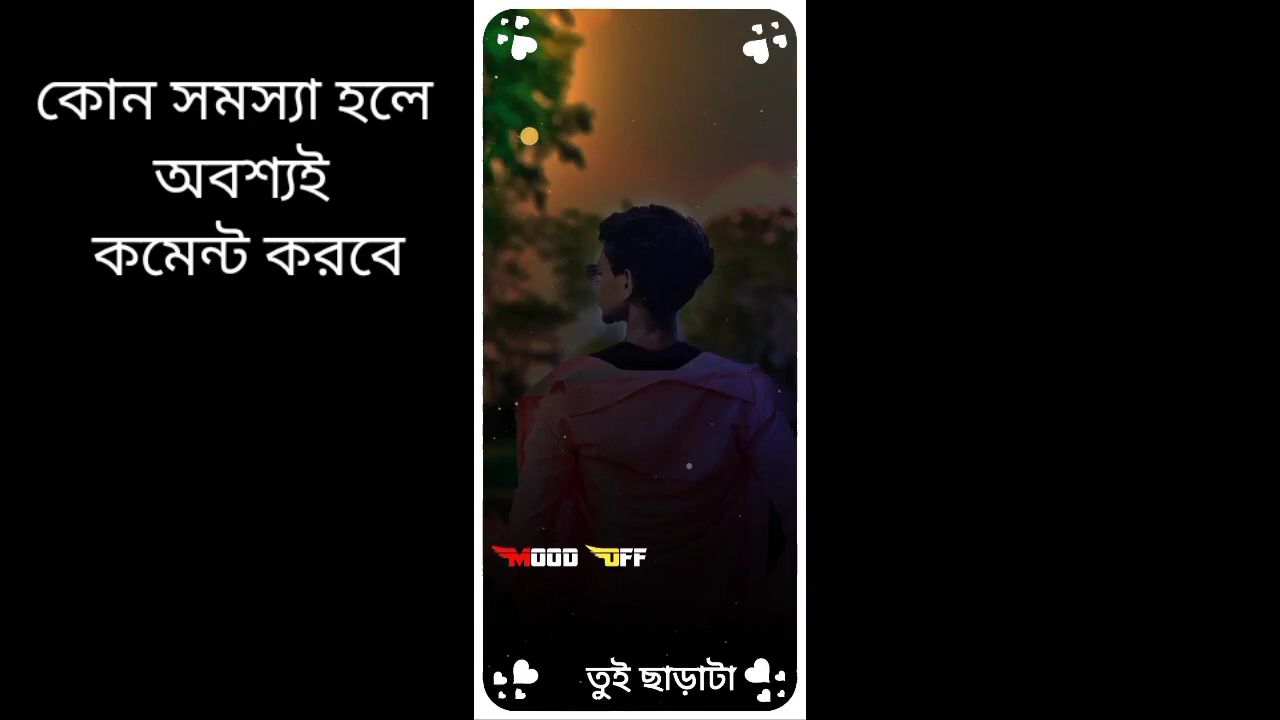 কোন সমস্যা হলে
অবশ্যই
কমেন্ট করবে
MOOD OFF
তুই ছাড়াটা